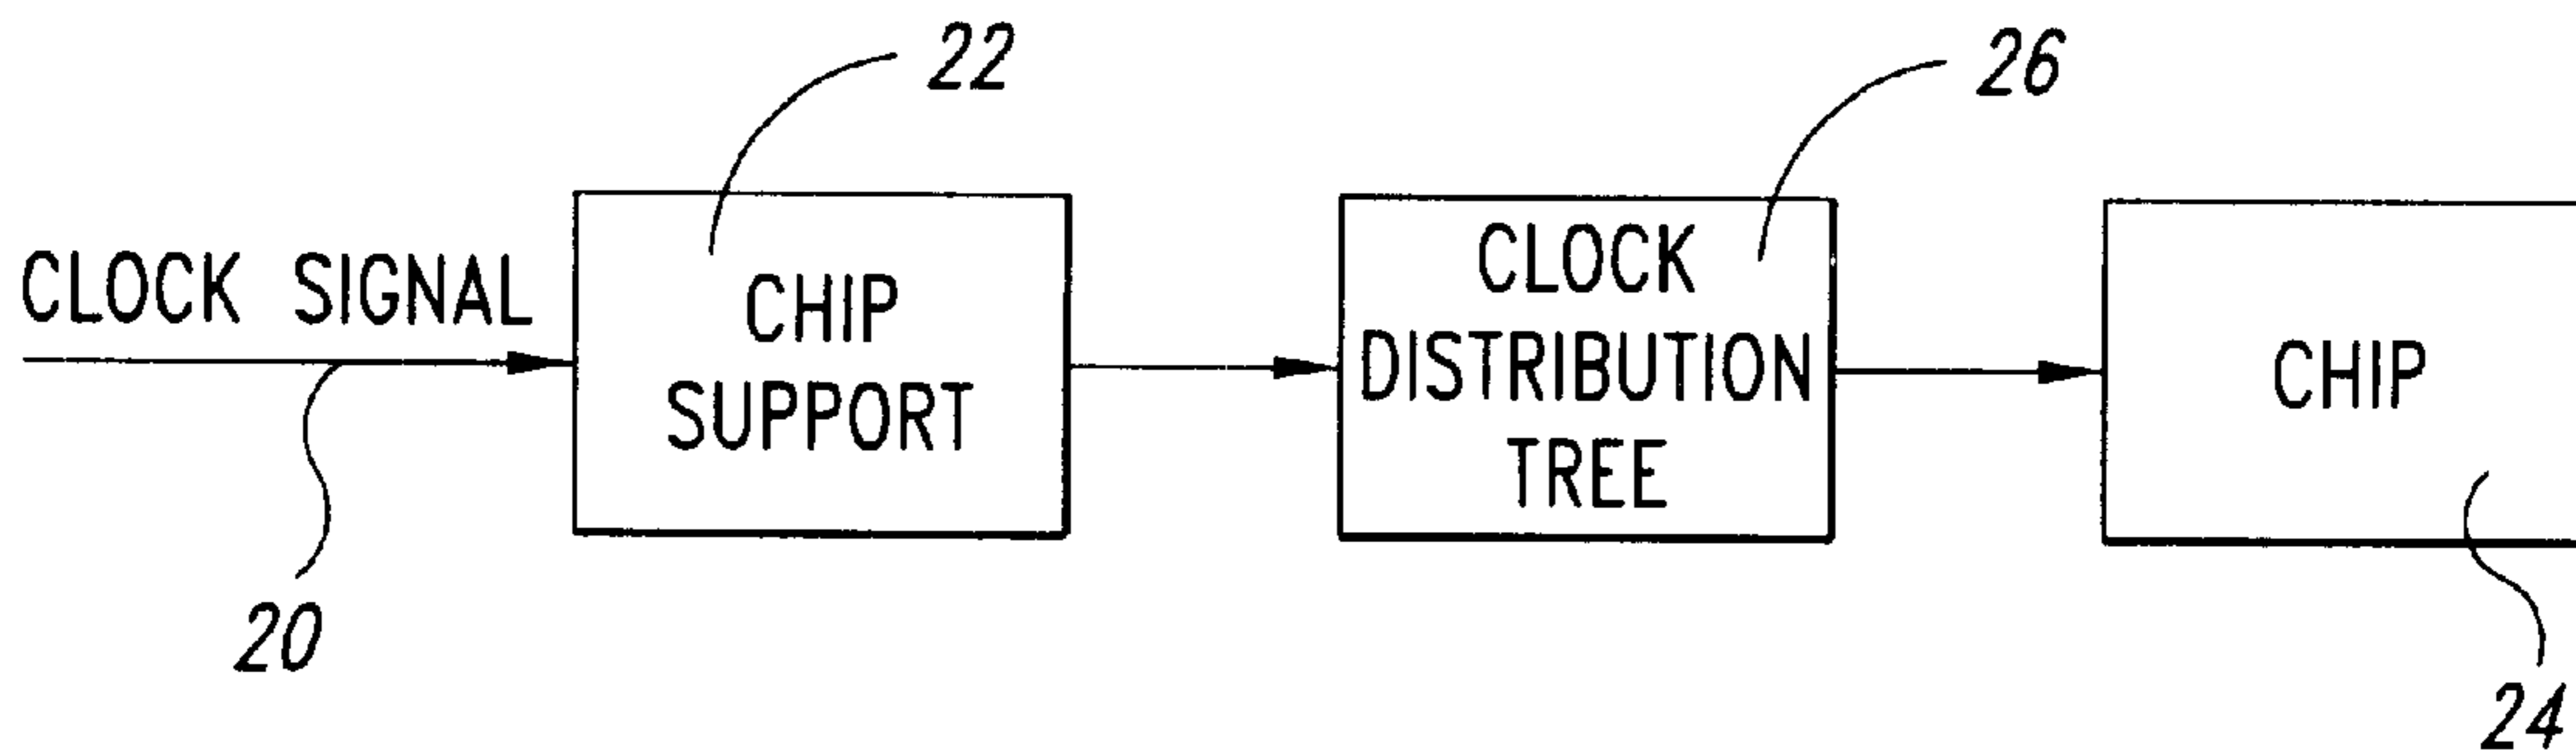 22
26
CLOCK SIGNAL
CHIP
SUPPORT
CLOCK
DISTRIBUTION
TREE
CHIP
20
24